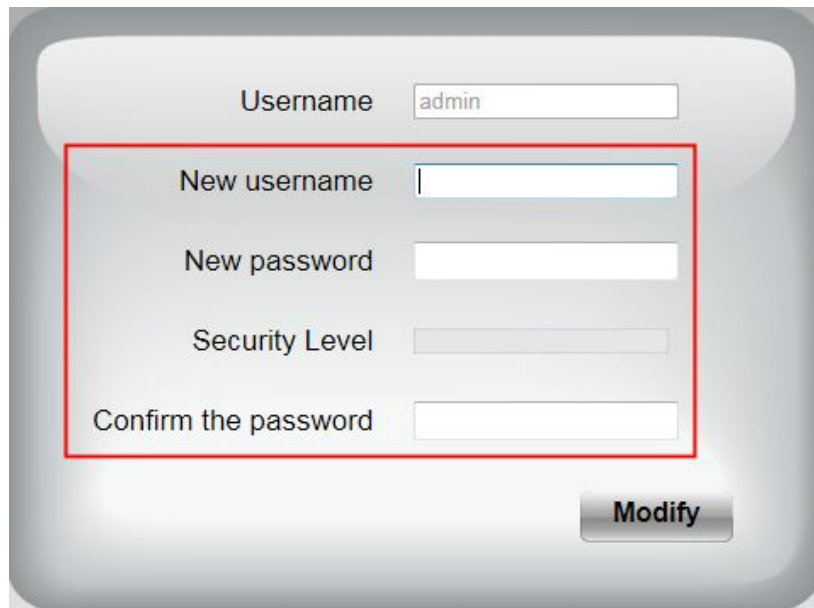 Username admin
New username
New password
Security Level
Confirm the password
Modify